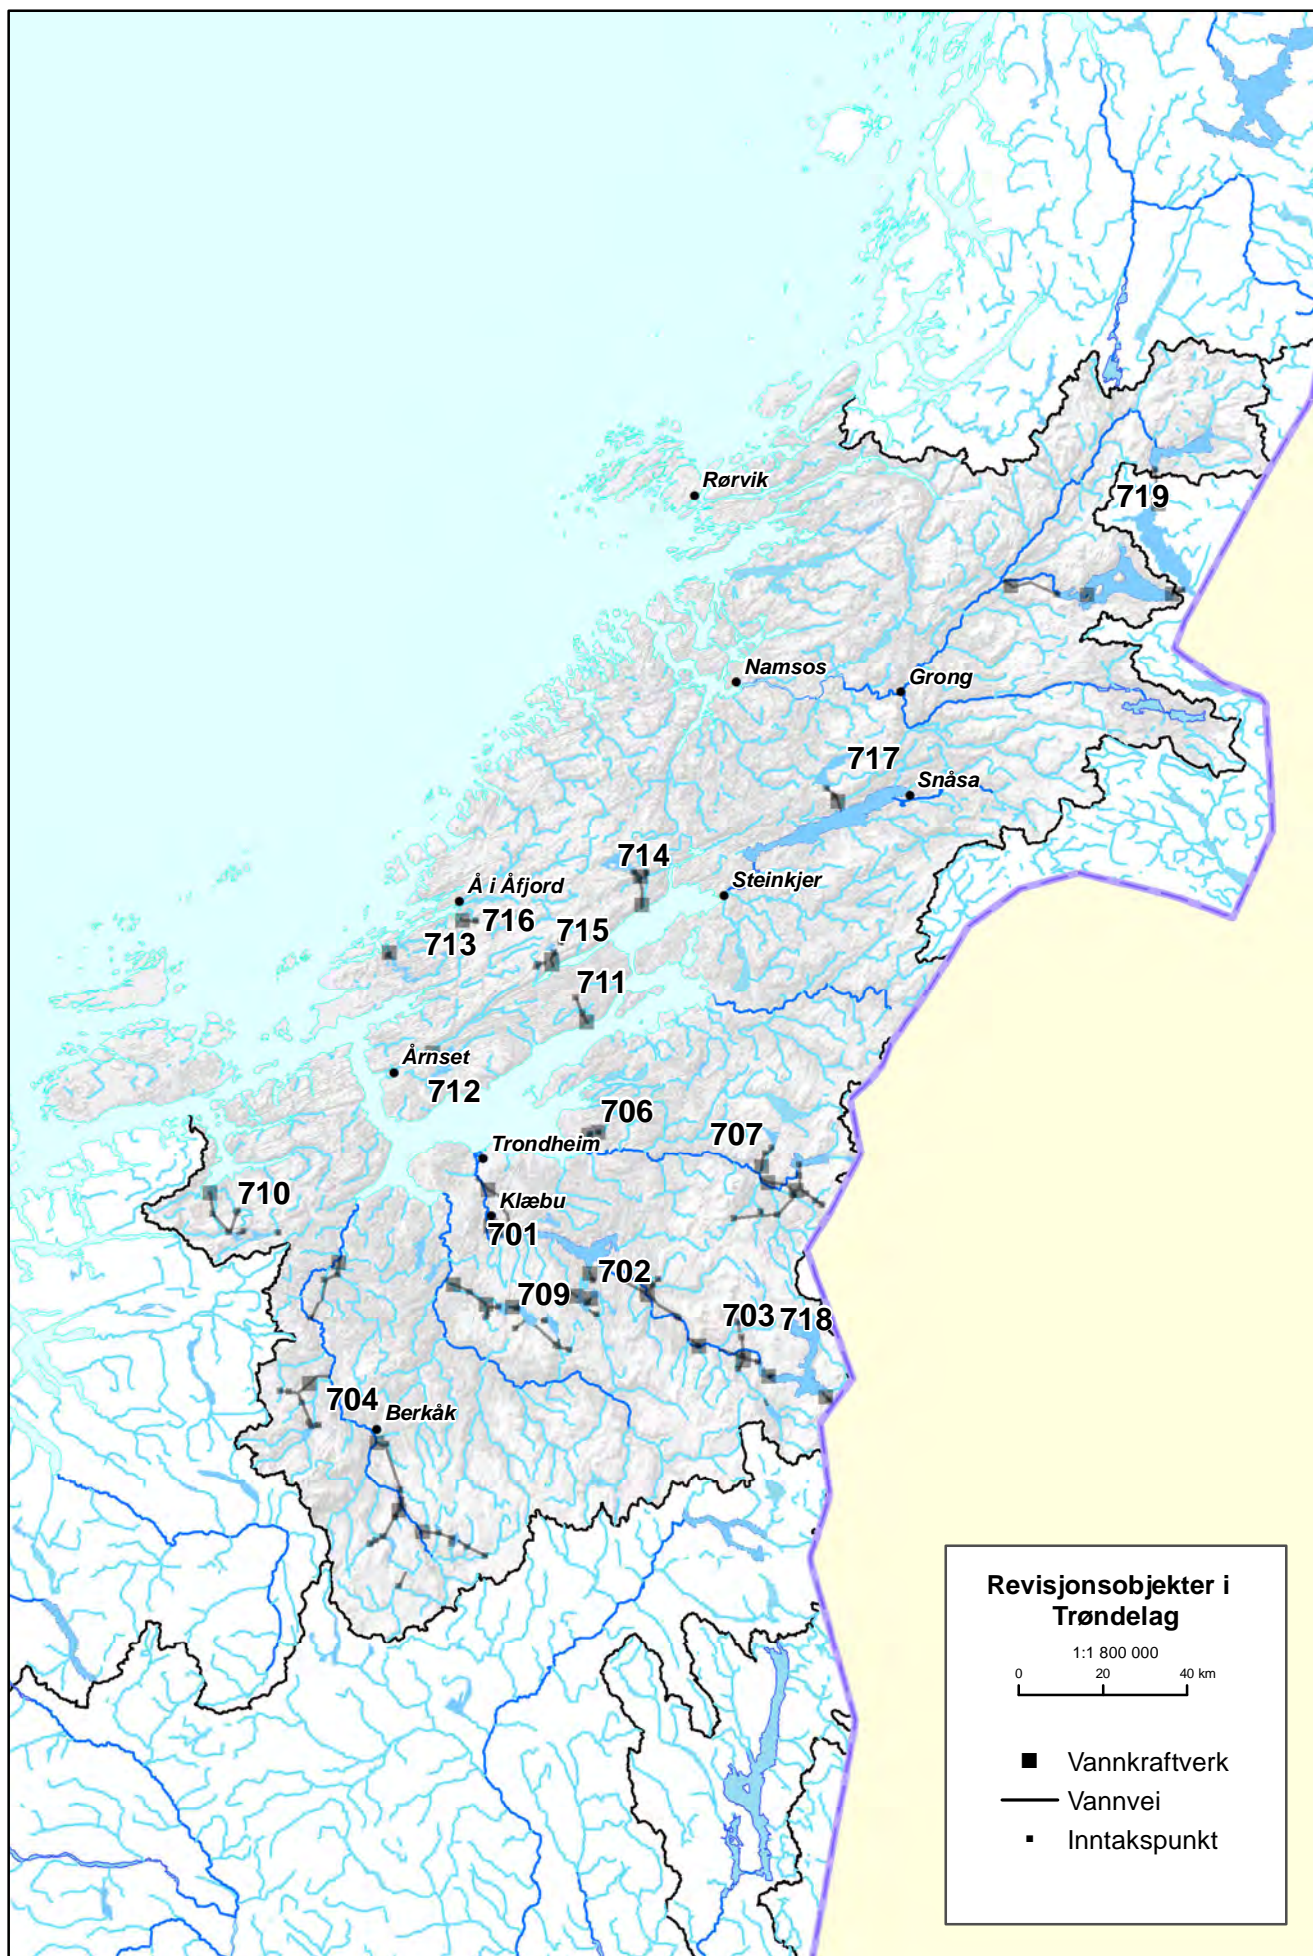 Rørvik
719
Namsos
Grong
717
Snåsa
714
Steinkjer
Å i Åfjord
716
713
715
711
Årnset
712
706
707
Trondheim
710
Klæbu
701
702
709
703
718
704
Berkåk
Revisjonsobjekter i
Trøndelag
1:1 800 000
0 20 40 km
Vannkraftverk
Vannvei
Inntakspunkt